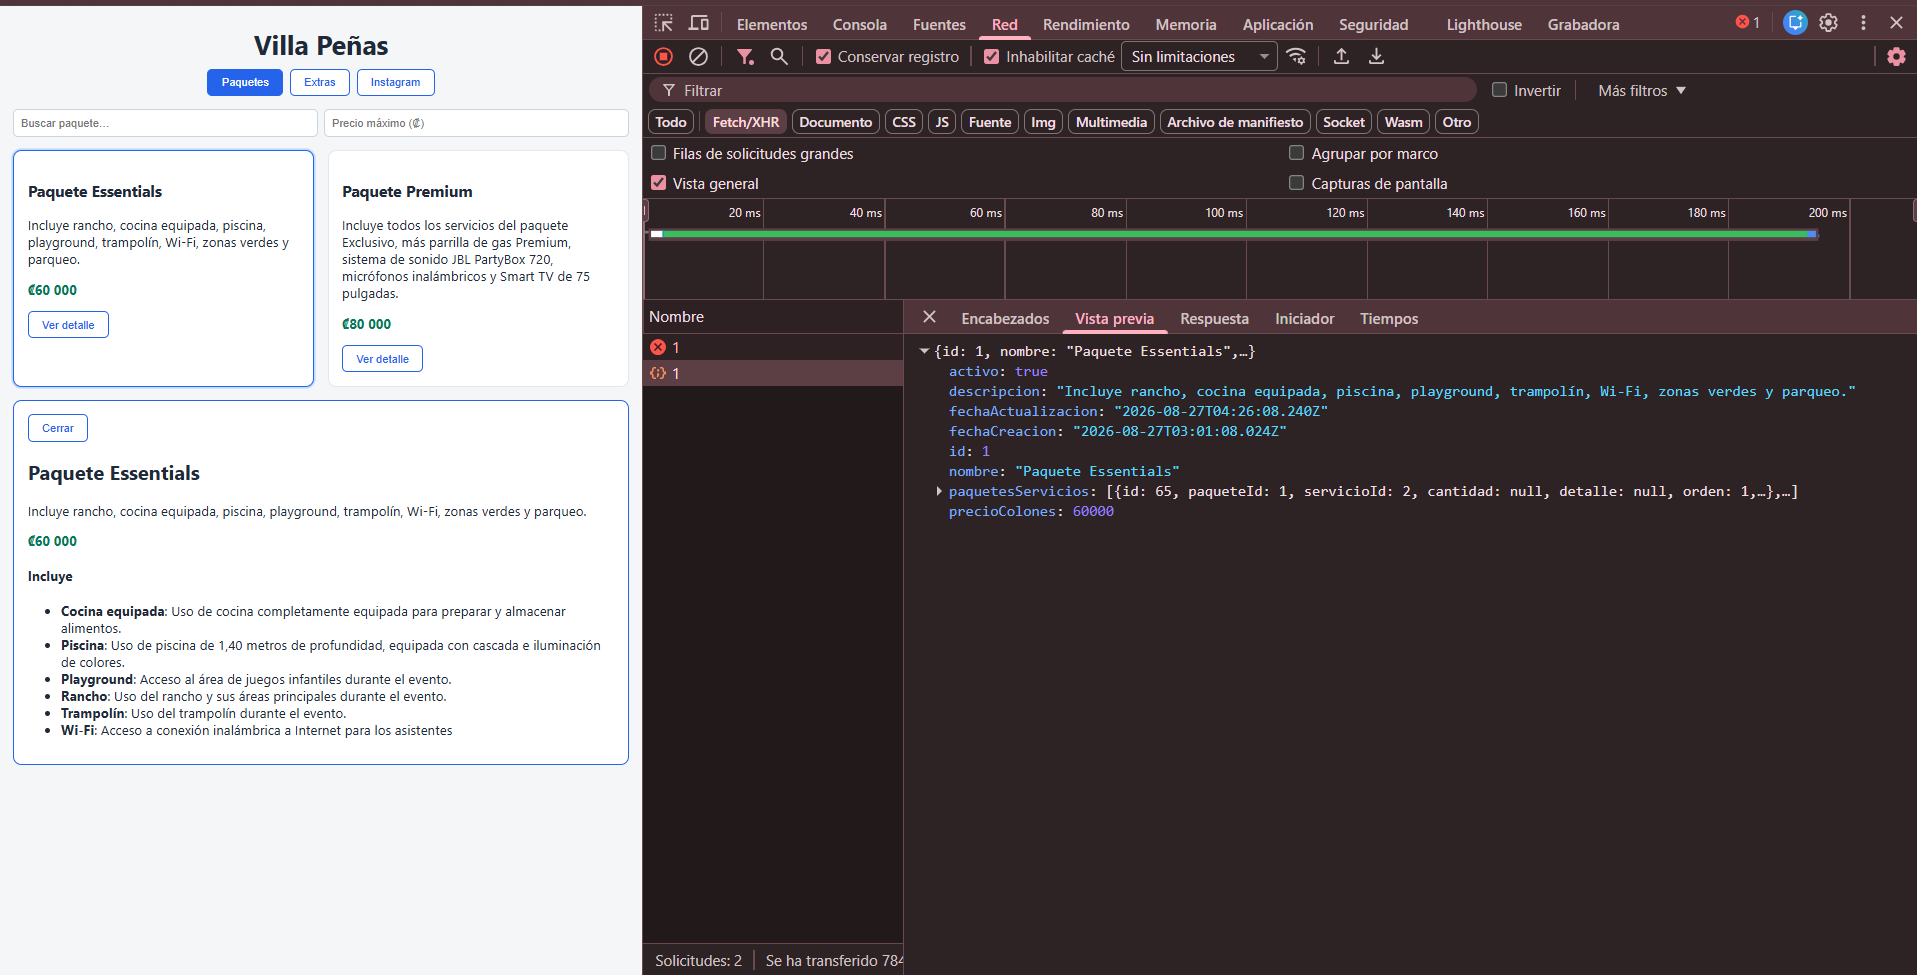 Villa Peñas
Paquetes
Extras
Instagram
Buscar paquete...
Precio máximo (₡)
Paquete Essentials
Incluye rancho, cocina equipada, piscina,
playground, trampolín, Wi-Fi, zonas verdes y
parqueo.
₡60 000
Ver detalle
Paquete Premium
Incluye todos los servicios del paquete
Exclusivo, más parrilla de gas Premium,
sistema de sonido JBL PartyBox 720,
micrófonos inalámbricos y Smart TV de 75
pulgadas.
₡80 000
Ver detalle
Cerrar
Paquete Essentials
Incluye rancho, cocina equipada, piscina, playground, trampolín, Wi-Fi, zonas verdes y parqueo.
₡60 000
Incluye
• Cocina equipada: Uso de cocina completamente equipada para preparar y almacenar
alimentos.
• Piscina: Uso de piscina de 1,40 metros de profundidad, equipada con cascada e iluminación
de colores.
• Playground: Acceso al área de juegos infantiles durante el evento.
• Rancho: Uso del rancho y sus áreas principales durante el evento.
• Trampolín: Uso del trampolín durante el evento.
• Wi-Fi: Acceso a conexión inalámbrica a Internet para los asistentes
Elementos Consola Fuentes Red Rendimiento Memoria Aplicación Seguridad Lighthouse Grabadora 1
Conservar registro Inhabilitar caché Sin limitaciones
Filtrar Invertir Más filtros
Todo Fetch/XHR Documento CSS JS Fuente Img Multimedia Archivo de manifiesto Socket Wasm Otro
Filas de solicitudes grandes Agrupar por marco
Vista general Capturas de pantalla
20 ms 40 ms 60 ms 80 ms 100 ms 120 ms 140 ms 160 ms 180 ms 200 ms
Nombre
1
1
Encabezados Vista previa Respuesta Iniciador Tiempos
{id: 1, nombre: "Paquete Essentials",…}
activo: true
descripcion: "Incluye rancho, cocina equipada, piscina, playground, trampolín, Wi-Fi, zonas verdes y parqueo."
fechaActualizacion: "2026-08-27T04:26:08.240Z"
fechaCreacion: "2026-08-27T03:01:08.024Z"
id: 1
nombre: "Paquete Essentials"
paquetesServicios: [{id: 65, paqueteId: 1, servicioId: 2, cantidad: null, detalle: null, orden: 1,…},…]
precioColones: 60000
Solicitudes: 2 Se ha transferido 784